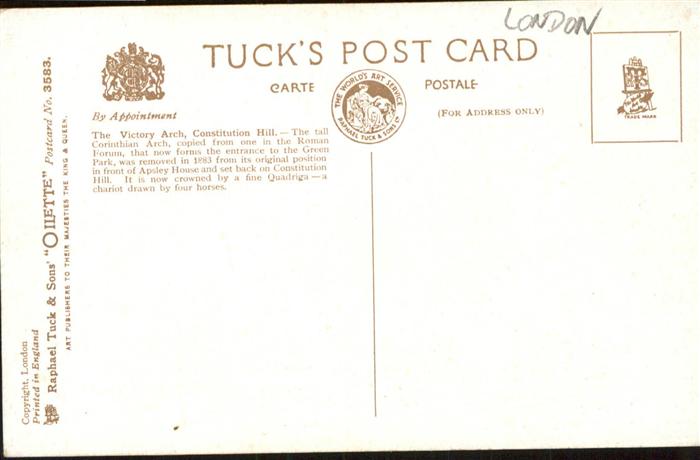 LONDON
TUCK'S POST CARD
CARTE POSTALE
THE WORLD'S ART SERVICE
RAPHAEL TUCK & SONS LD
(FOR ADDRESS ONLY)
TRADE MARK
By Appointment
The Victory Arch, Constitution Hill. — The tall
Corinthian Arch, copied from one in the Roman
Forum, that now forms the entrance to the Green
Park, was removed in 1883 from its original position
in front of Apsley House and set back on Constitution
Hill. It is now crowned by a fine Quadriga — a
chariot drawn by four horses.
Copyright, London
Printed in England
Raphael Tuck & Sons' "OILETTE" Postcard No. 3583.
ART PUBLISHERS TO THEIR MAJESTIES THE KING & QUEEN.